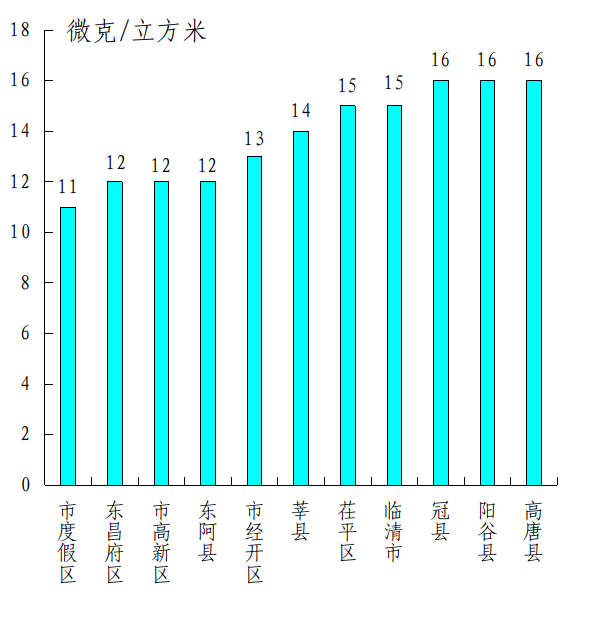 微克/立方米
18
16
14
12
10
8
6
4
2
0
11
12
12
12
13
14
15
15
16
16
16
市度假区
东昌府区
市高新区
东阿县
市经开区
莘县
茌平区
临清市
冠县
阳谷县
高唐县